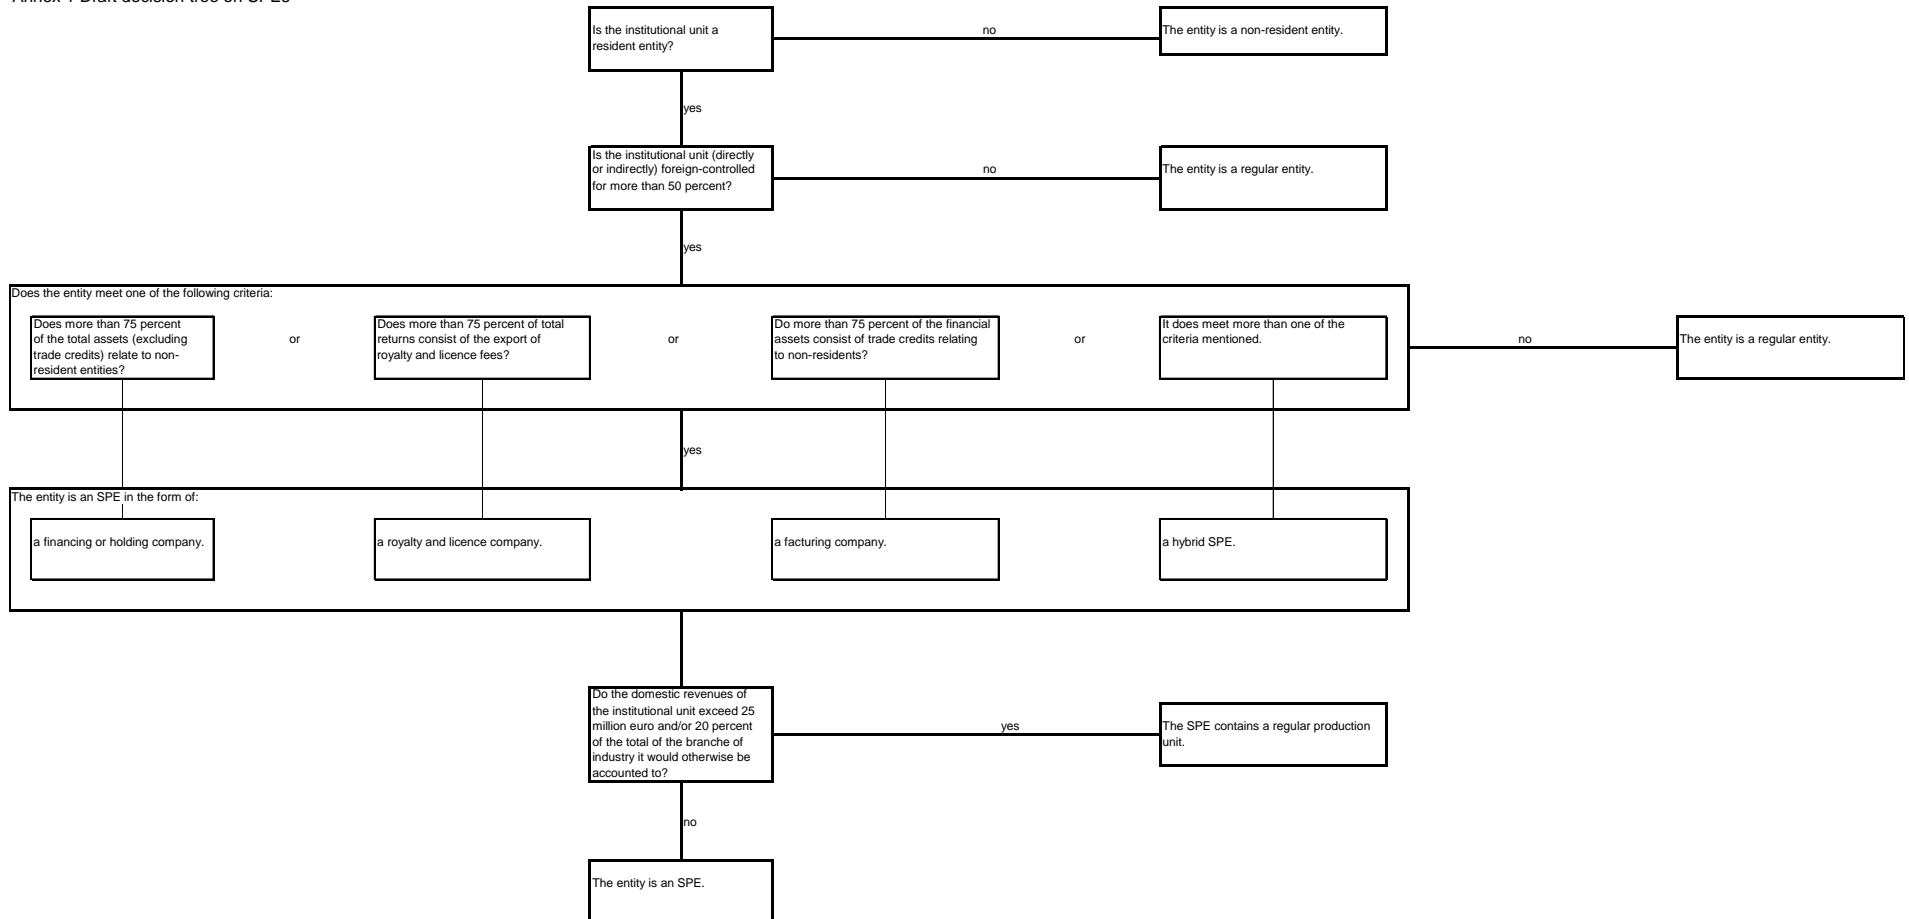 Is the institutional unit a
resident entity?
no
The entity is a non-resident entity.
yes
Is the institutional unit (directly
or indirectly) foreign-controlled
for more than 50 percent?
no
The entity is a regular entity.
yes
Does the entity meet one of the following criteria:
Does more than 75 percent
of the total assets (excluding
trade credits) relate to non-
resident entities?
or
Does more than 75 percent of total
returns consist of the export of
royalty and licence fees?
or
Do more than 75 percent of the financial
assets consist of trade credits relating
to non-residents?
or
It does meet more than one of the
criteria mentioned.
no
The entity is a regular entity.
yes
The entity is an SPE in the form of:
a financing or holding company.
a royalty and licence company.
a facturing company.
a hybrid SPE.
Do the domestic revenues of
the institutional unit exceed 25
million euro and/or 20 percent
of the total of the branche of
industry it would otherwise be
accounted to?
yes
The SPE contains a regular production
unit.
no
The entity is an SPE.